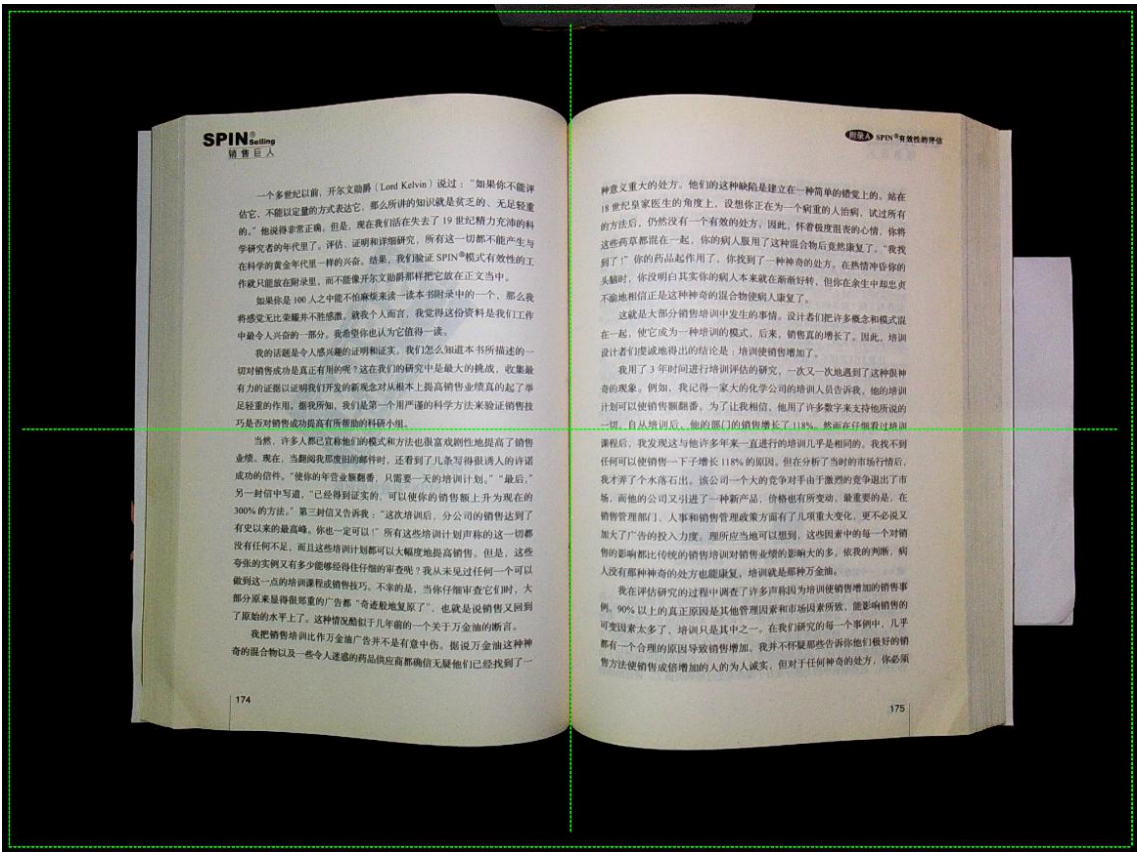 SPIN®
Selling
销售巨人
一个多世纪以前，开尔文勋爵（Lord Kelvin）说过：“如果你不能评
估它，不能以定量的方式表达它，那么所讲的知识就是贫乏的、无足轻重
的。”他说得非常正确，但是，现在我们活在失去了19世纪精力充沛的科
学研究者的年代里了。评估、证明和详细研究，所有这一切都不能产生与
在科学的黄金年代里一样的兴奋。结果，我们验证SPIN®模式有效性的工
作就只能放在附录里，而不能像开尔文勋爵那样把它放在正文当中。
如果你是100人之中能不怕麻烦来读一读本书附录中的一个，那么我
将感觉无比荣耀并不胜感激。就我个人而言，我觉得这份资料是我们工作
中最令人兴奋的一部分。我希望你也认为它值得一读。
我的话题是令人感兴趣的证明和证实。我们怎么知道本书所描述的一
切对销售成功是真正有用的呢？这在我们的研究中是最大的挑战，收集最
有力的证据以证明我们开发的新观念对从根本上提高销售业绩真的起了举
足轻重的作用。据我所知，我们是第一个用严谨的科学方法来验证销售技
巧是否对销售成功提高有所帮助的科研小组。
当然，许多人都已宣称他们的模式和方法也很富戏剧性地提高了销售
业绩。现在，当翻阅我那废旧的邮件时，还看到了几条写得很诱人的许诺
成功的信件。“使你的年营业额翻番，只需要一天的培训计划。”“最后，”
另一封信中写道，“已经得到证实的，可以使你的销售额上升为现在的
300%的方法。”第三封信又告诉我：“这次培训后，分公司的销售达到了
有史以来的最高峰。你也一定可以！”所有这些培训计划声称的这一切都
没有任何不足，而且这些培训计划都可以大幅度地提高销售。但是，这些
夸张的实例又有多少能够经得住仔细的审查呢？我从未见过任何一个可以
做到这一点的培训课程或销售技巧。不幸的是，当你仔细审查它们时，大
部分原来显得很郑重的广告都“奇迹般地复原了”，也就是说销售又回到
了原始的水平上了。这种情况酷似于几年前的一个关于万金油的断言。
我把销售培训比作万金油广告并不是有意中伤。据说万金油这种神
奇的混合物以及一些令人迷惑的药品供应商都确信无疑他们已经找到了一
174
附录A SPIN®有效性的评估
种意义重大的处方。他们的这种缺陷是建立在一种简单的错觉上的。站在
18世纪皇家医生的角度上，设想你正在为一个病重的人治病，试过所有
的方法后，仍然没有一个有效的处方。因此，怀着极度沮丧的心情，你将
这些药草都混在一起，你的病人服用了这种混合物后竟然康复了。“我找
到了！”你的药品起作用了，你找到了一种神奇的处方。在热情冲昏你的
头脑时，你没明白其实你的病人本来就在渐渐好转，但你在余生中却忠贞
不渝地相信正是这种神奇的混合物使病人康复了。
这就是大部分销售培训中发生的事情。设计者们把许多概念和模式混
在一起，使它成为一种培训的模式，后来，销售真的增长了。因此，培训
设计者们虔诚地得出的结论是：培训使销售增加了。
我用了3年时间进行培训评估的研究，一次又一次地遇到了这种很神
奇的现象。例如，我记得一家大的化学公司的培训人员告诉我，他的培训
计划可以使销售额翻番。为了让我相信，他用了许多数字来支持他所说的
一切。自从培训后、他的部门的销售增长了118%。然而在仔细看过培训
课程后，我发现这与他许多年来一直进行的培训几乎是相同的。我找不到
任何可以使销售一下子增长118%的原因。但在分析了当时的市场行情后，
我才弄了个水落石出。该公司一个大的竞争对手由于激烈的竞争退出了市
场，而他的公司又引进了一种新产品，价格也有所变动，最重要的是，在
销售管理部门，人事和销售管理政策方面有了几项重大变化，更不必说又
加大了广告的投入力度。理所应当地可以想到，这些因素中的每一个对销
售的影响都比传统的销售培训对销售业绩的影响大的多。依我的判断，病
人没有那种神奇的处方也能康复，培训就是那种万金油。
我在评估研究的过程中调查了许多声称因为培训使销售增加的销售事
例。90%以上的真正原因是其他管理因素和市场因素所致，能影响销售的
可变因素太多了，培训只是其中之一。在我们研究的每一个事例中，几乎
都有一个合理的原因导致销售增加。我并不怀疑那些告诉你他们极好的销
售方法使销售成倍增加的人的为人诚实，但对于任何神奇的处方，你必须
175